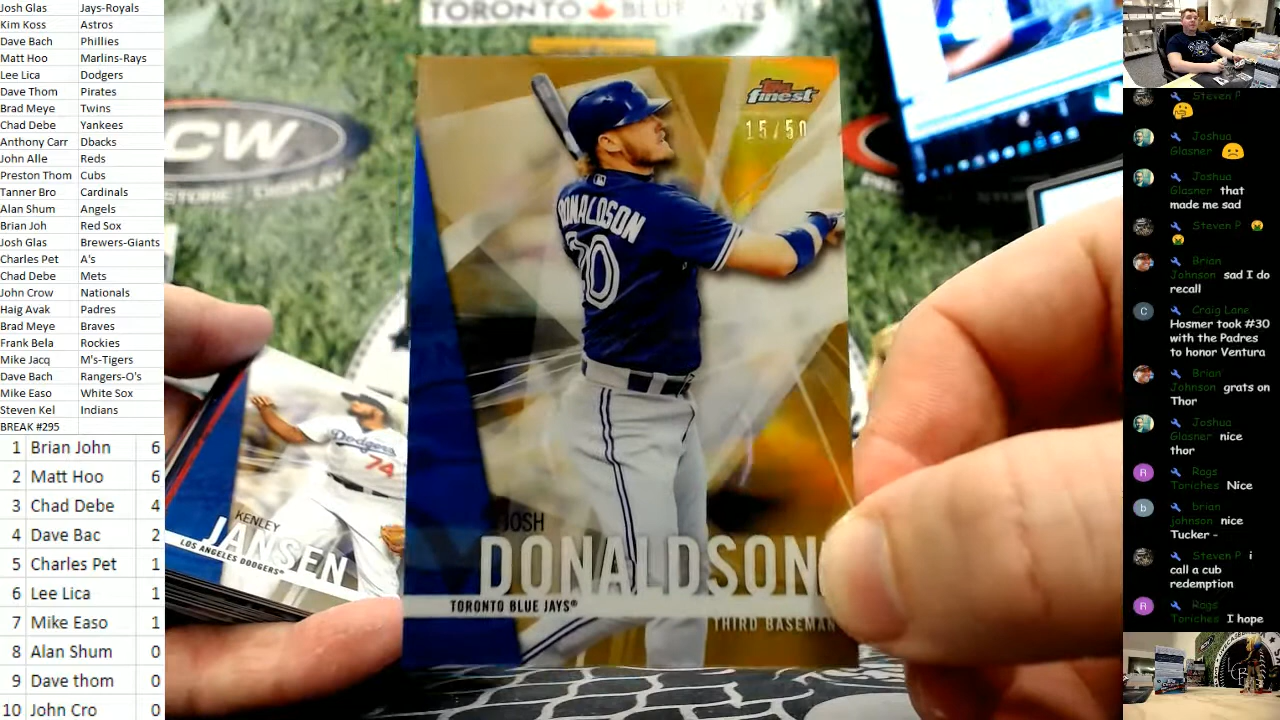 Josh Glas Jays-Royals
Kim Koss Astros
Dave Bach Phillies
Matt Hoo Marlins-Rays
Lee Lica Dodgers
Dave Thom Pirates
Brad Meye Twins
Chad Debe Yankees
Anthony Carr Dbacks
John Alle Reds
Preston Thom Cubs
Tanner Bro Cardinals
Alan Shum Angels
Brian Joh Red Sox
Josh Glas Brewers-Giants
Charles Pet A's
Chad Debe Mets
John Crow Nationals
Haig Avak Padres
Brad Meye Braves
Frank Bela Rockies
Mike Jacq M's-Tigers
Dave Bach Rangers-O's
Mike Easo White Sox
Steven Kel Indians
BREAK #295
1 Brian John 6
2 Matt Hoo 6
3 Chad Debe 4
4 Dave Bac 2
5 Charles Pet 1
6 Lee Lica 1
7 Mike Easo 1
8 Alan Shum 0
9 Dave thom 0
10 John Cro 0
TORONTO BLUE JAYS
CW
DISPLAY
Topps
finest
15/50
DONALDSON
20
JOSH
DONALDSON
TORONTO BLUE JAYS®
THIRD BASEMAN
Dodgers
74
KENLEY
JANSEN
LOS ANGELES DODGERS®
Steven P
Joshua
Glasner
Joshua
Glasner that
made me sad
Steven P
Brian
Johnson sad I do
recall
C Craig Lane
Hosmer took #30
with the Padres
to honor Ventura
Brian
Johnson grats on
Thor
Joshua
Glasner nice
thor
R Rags
Toriches Nice
b brian
johnson nice
Tucker -
Steven P i
call a cub
redemption
R Rags
Toriches I hope